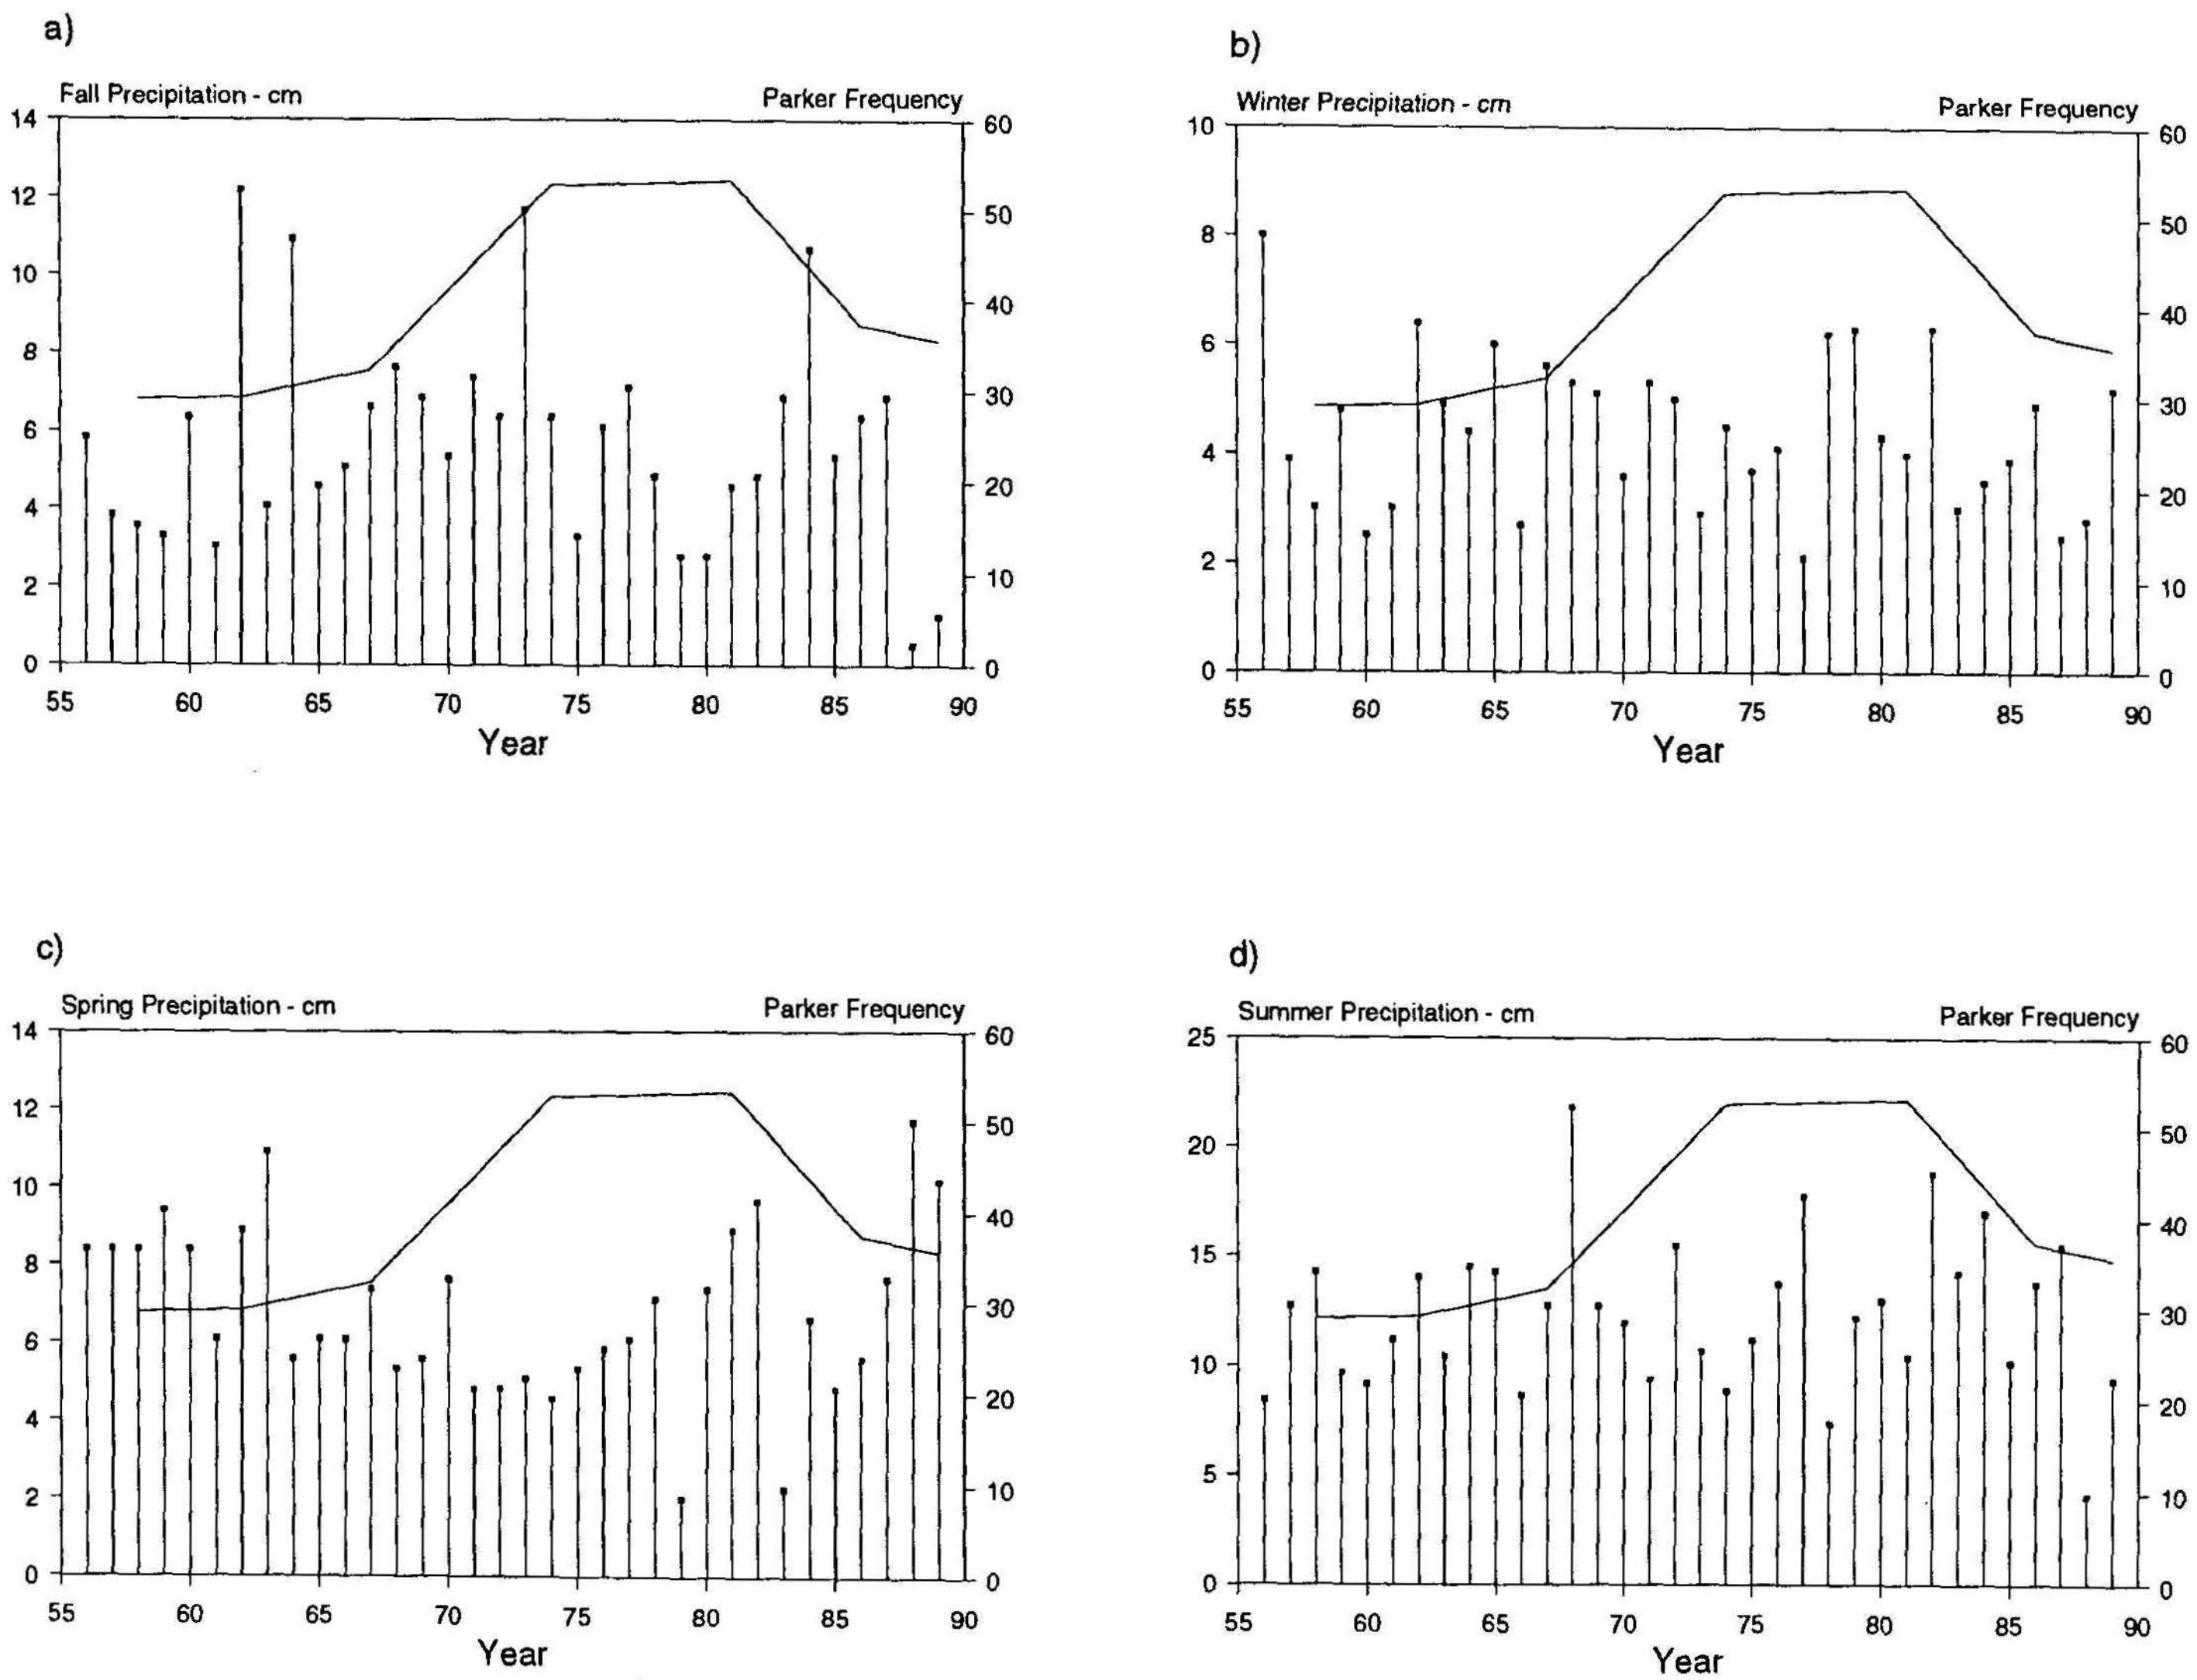 a)
Fall Precipitation - cm
Parker Frequency
14
12
10
8
6
4
2
0
60
50
40
30
20
10
0
55 60 65 70 75 80 85 90
Year
b)
Winter Precipitation - cm
Parker Frequency
10
8
6
4
2
0
60
50
40
30
20
10
0
55 60 65 70 75 80 85 90
Year
c)
Spring Precipitation - cm
Parker Frequency
14
12
10
8
6
4
2
0
60
50
40
30
20
10
0
55 60 65 70 75 80 85 90
Year
d)
Summer Precipitation - cm
Parker Frequency
25
20
15
10
5
0
60
50
40
30
20
10
0
55 60 65 70 75 80 85 90
Year